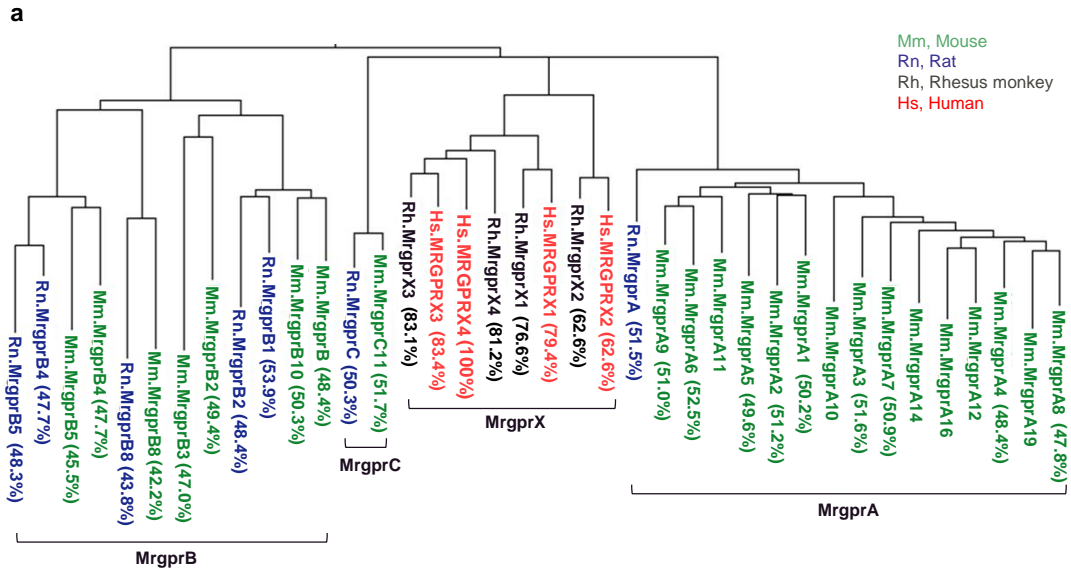 a
Mm, Mouse
Rn, Rat
Rh, Rhesus monkey
Hs, Human
Rn.MrgprB5 (48.3%)
Rn.MrgprB4 (47.7%)
Mm.MrgprB5 (45.5%)
Mm.MrgprB4 (47.7%)
Rn.MrgprB8 (43.8%)
Mm.MrgprB8 (42.2%)
Mm.MrgprB3 (47.0%)
Mm.MrgprB2 (49.4%)
Rn.MrgprB2 (48.4%)
Rn.MrgprB1 (53.9%)
Mm.MrgprB10 (50.3%)
Mm.MrgprB (48.4%)
Rn.MrgprC (50.3%)
Mm.MrgprC11 (51.7%)
Rh.MrgprX3 (83.1%)
Hs.MRGPRX3 (83.4%)
Hs.MRGPRX4 (100%)
Rh.MrgprX4 (81.2%)
Rh.MrgprX1 (76.6%)
Hs.MRGPRX1 (79.4%)
Rh.MrgprX2 (62.6%)
Hs.MRGPRX2 (62.6%)
Rn.MrgprA (51.5%)
Mm.MrgprA9 (51.0%)
Mm.MrgprA6 (52.5%)
Mm.MrgprA11
Mm.MrgprA5 (49.6%)
Mm.MrgprA2 (51.2%)
Mm.MrgprA1 (50.2%)
Mm.MrgprA10
Mm.MrgprA3 (51.6%)
Mm.MrgprA7 (50.9%)
Mm.MrgprA14
Mm.MrgprA16
Mm.MrgprA12
Mm.MrgprA4 (48.4%)
Mm.MrgprA19
Mm.MrgprA8 (47.8%)
MrgprB
MrgprC
MrgprX
MrgprA